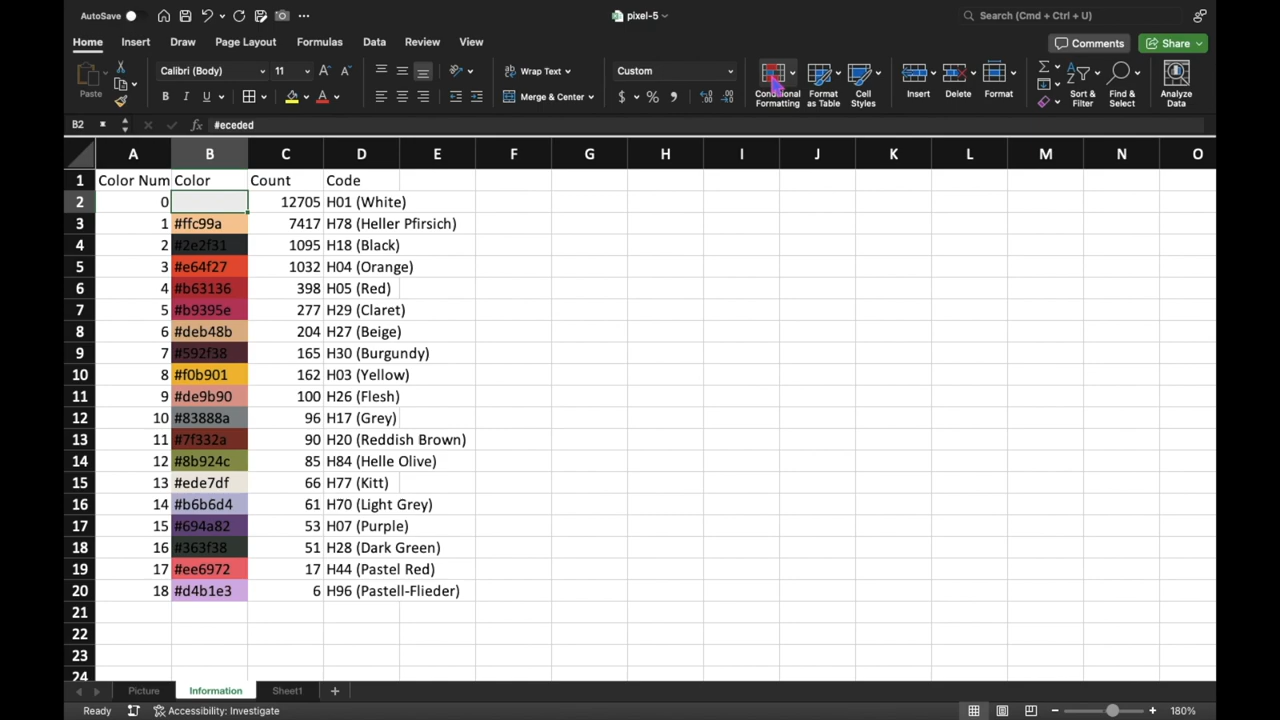 AutoSave
pixel-5
Search (Cmd + Ctrl + U)
Home Insert Draw Page Layout Formulas Data Review View
Comments Share
Paste
Calibri (Body) 11
B I U
Wrap Text
Merge & Center
Custom
$ %
Conditional Formatting
Format as Table
Cell Styles
Insert
Delete
Format
Sort & Filter
Find & Select
Analyze Data
B2 fx #eceded
A B C D E F G H I J K L M N O
1 Color Num Color Count Code
2 0 12705 H01 (White)
3 1 #ffc99a 7417 H78 (Heller Pfirsich)
4 2 #2e2f31 1095 H18 (Black)
5 3 #e64f27 1032 H04 (Orange)
6 4 #b63136 398 H05 (Red)
7 5 #b9395e 277 H29 (Claret)
8 6 #deb48b 204 H27 (Beige)
9 7 #592f38 165 H30 (Burgundy)
10 8 #f0b901 162 H03 (Yellow)
11 9 #de9b90 100 H26 (Flesh)
12 10 #83888a 96 H17 (Grey)
13 11 #7f332a 90 H20 (Reddish Brown)
14 12 #8b924c 85 H84 (Helle Olive)
15 13 #ede7df 66 H77 (Kitt)
16 14 #b6b6d4 61 H70 (Light Grey)
17 15 #694a82 53 H07 (Purple)
18 16 #363f38 51 H28 (Dark Green)
19 17 #ee6972 17 H44 (Pastel Red)
20 18 #d4b1e3 6 H96 (Pastell-Flieder)
21
22
23
24
Picture Information Sheet1 +
Ready Accessibility: Investigate 180%